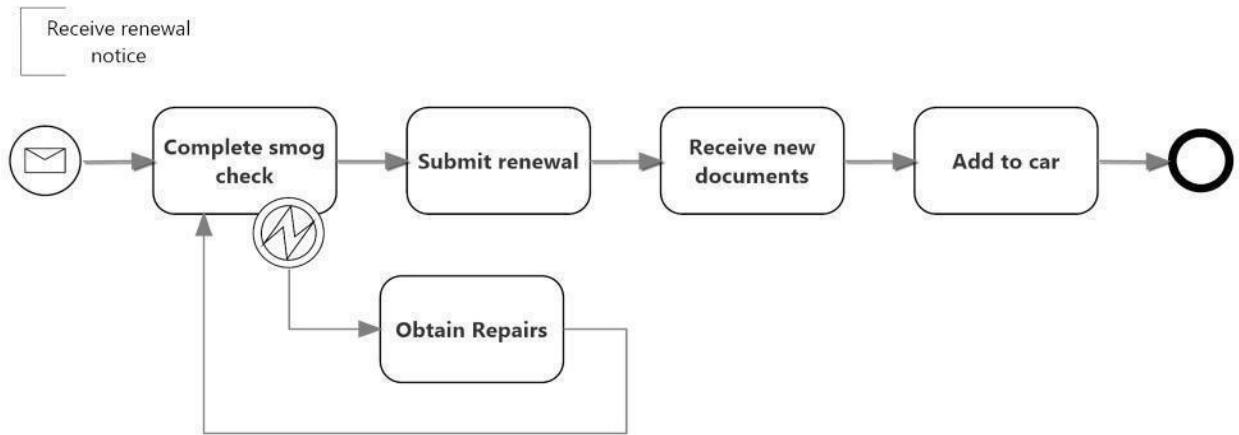 Receive renewal
notice
Complete smog
check
Submit renewal
Receive new
documents
Add to car
Obtain Repairs